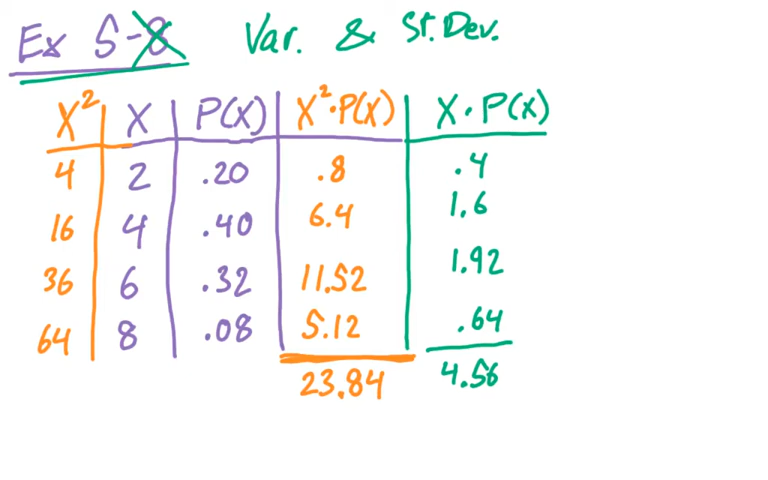 Ex 5-8 Var. & St. Dev.
X² X P(X) X²·P(X) X·P(X)
4 2 .20 .8 .4
16 4 .40 6.4 1.6
36 6 .32 11.52 1.92
64 8 .08 5.12 .64
23.84 4.56